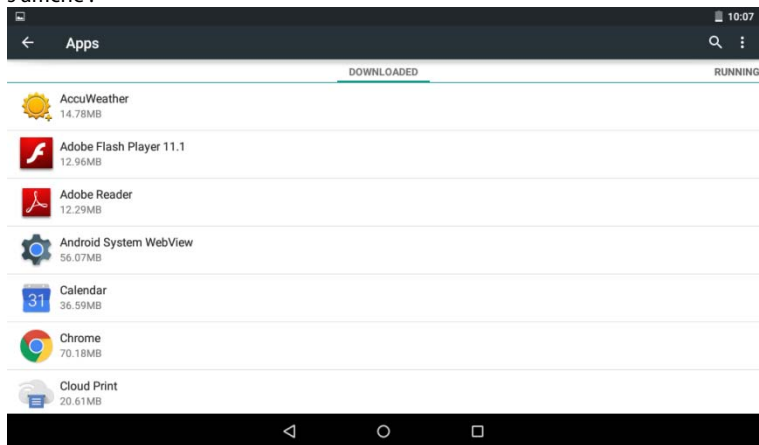 s'affiche :
10:07
Apps
DOWNLOADED
RUNNING
AccuWeather
14.78MB
Adobe Flash Player 11.1
12.96MB
Adobe Reader
12.29MB
Android System WebView
56.07MB
31
Calendar
36.59MB
Chrome
70.18MB
Cloud Print
20.61MB